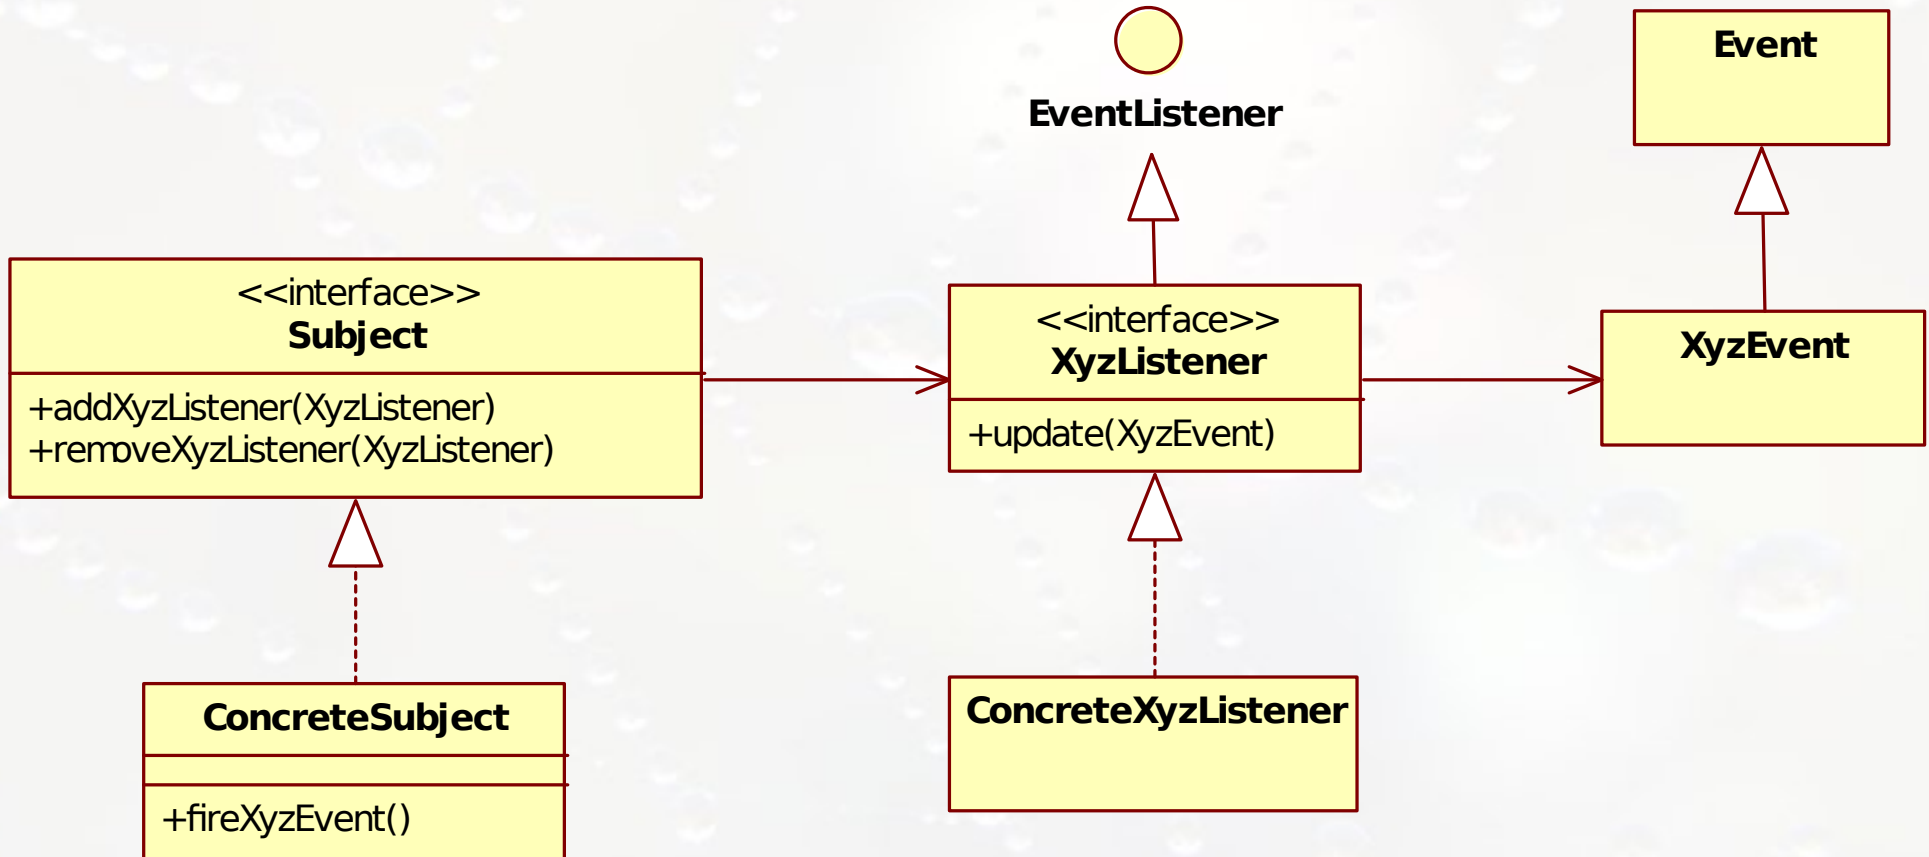 EventListener
Event
<<interface>>
Subject
+addXyzListener(XyzListener)
+removeXyzListener(XyzListener)
<<interface>>
XyzListener
+update(XyzEvent)
XyzEvent
ConcreteSubject
+fireXyzEvent()
ConcreteXyzListener